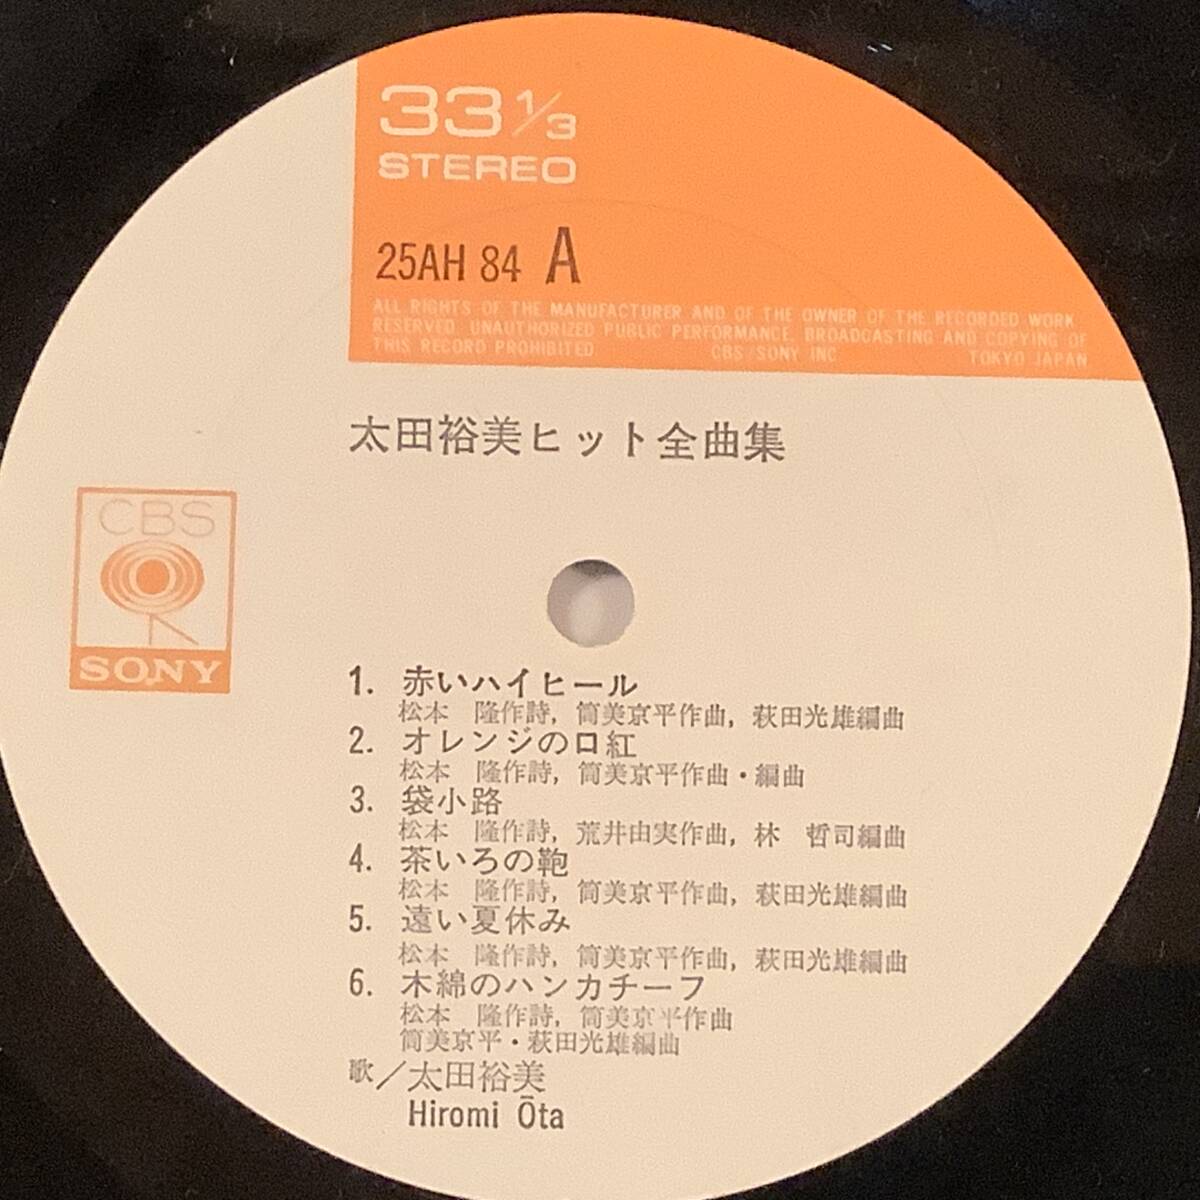 33 1/3
STEREO
25AH 84 A
ALL RIGHTS OF THE MANUFACTURER AND OF THE OWNER OF THE RECORDED WORK
RESERVED. UNAUTHORIZED PUBLIC PERFORMANCE, BROADCASTING AND COPYING OF
THIS RECORD PROHIBITED CBS/SONY INC TOKYO JAPAN
太田裕美ヒット全曲集
CBS
SONY
1. 赤いハイヒール
松本 隆作詩, 筒美京平作曲, 萩田光雄編曲
2. オレンジの口紅
松本 隆作詩, 筒美京平作曲・編曲
3. 袋小路
松本 隆作詩, 荒井由実作曲, 林 哲司編曲
4. 茶いろの鞄
松本 隆作詩, 筒美京平作曲, 萩田光雄編曲
5. 遠い夏休み
松本 隆作詩, 筒美京平作曲, 萩田光雄編曲
6. 木綿のハンカチーフ
松本 隆作詩, 筒美京平作曲
筒美京平・萩田光雄編曲
歌/太田裕美
Hiromi Ōta